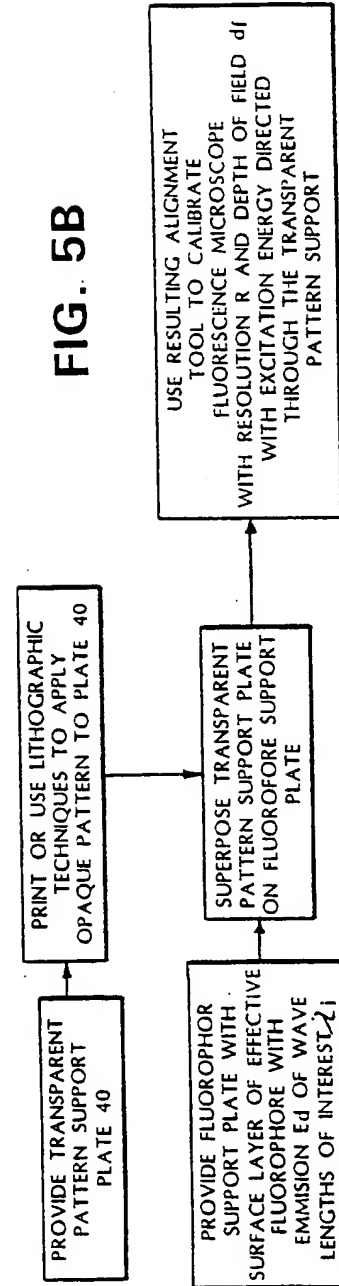 FIG. 5B
PROVIDE TRANSPARENT
PATTERN SUPPORT
PLATE 40
PRINT OR USE LITHOGRAPHIC
TECHNIQUES TO APPLY
OPAQUE PATTERN TO PLATE 40
PROVIDE FLUOROPHOR
SUPPORT PLATE WITH
SURFACE LAYER OF EFFECTIVE
FLUOROPHORE WITH
EMMISION Ed OF WAVE
LENGTHS OF INTEREST λi
SUPERPOSE TRANSPARENT
PATTERN SUPPORT PLATE
ON FLUOROFORE SUPPORT
PLATE
USE RESULTING ALIGNMENT
TOOL TO CALIBRATE
FLUORESCENCE MICROSCOPE
WITH RESOLUTION R AND DEPTH OF FIELD df
WITH EXCITATION ENERGY DIRECTED
THROUGH THE TRANSPARENT
PATTERN SUPPORT